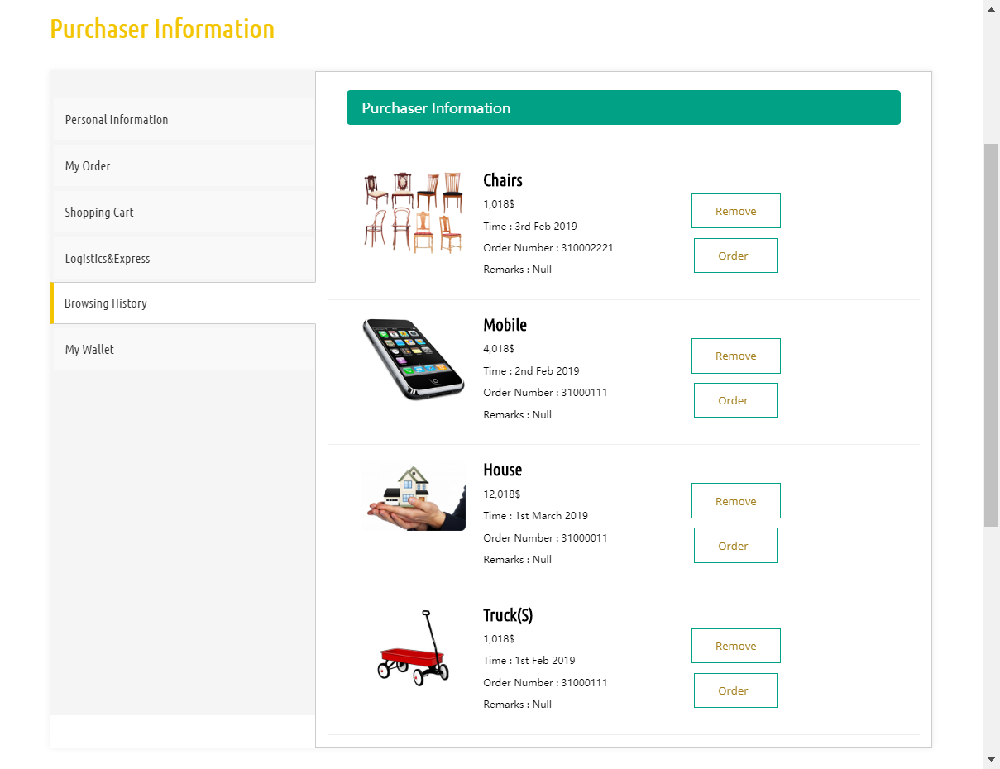 Purchaser Information
Personal Information
My Order
Shopping Cart
Logistics&Express
Browsing History
My Wallet
Purchaser Information
Chairs
1,018$
Time : 3rd Feb 2019
Order Number : 310002221
Remarks : Null
Remove
Order
Mobile
4,018$
Time : 2nd Feb 2019
Order Number : 31000111
Remarks : Null
Remove
Order
House
12,018$
Time : 1st March 2019
Order Number : 31000011
Remarks : Null
Remove
Order
Truck(S)
1,018$
Time : 1st Feb 2019
Order Number : 31000111
Remarks : Null
Remove
Order